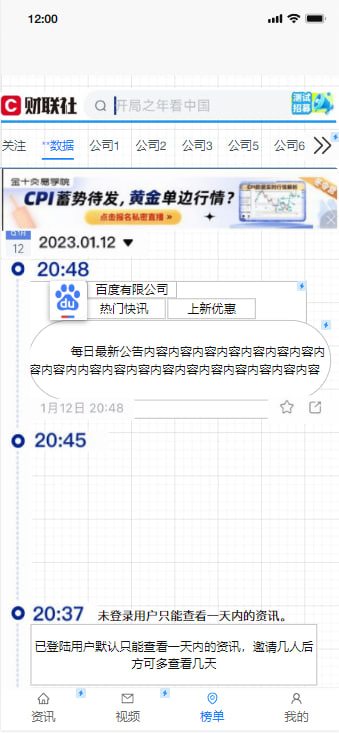 12:00
C 财联社
开局之年看中国
测试
招募
关注 **数据 公司1 公司2 公司3 公司5 公司6
金十交易学院
CPI蓄势待发，黄金单边行情？
点击报名私密直播
12
2023.01.12
20:48
百度有限公司
du
热门快讯 上新优惠
每日最新公告内容内容内容内容内容内容内
容内容内内容内容内容内容内容内容内容内容内容内容
1月12日 20:48
20:45
20:37 未登录用户只能查看一天内的资讯。
已登陆用户默认只能查看一天内的资讯，邀请几人后
方可多查看几天
资讯 视频 榜单 我的